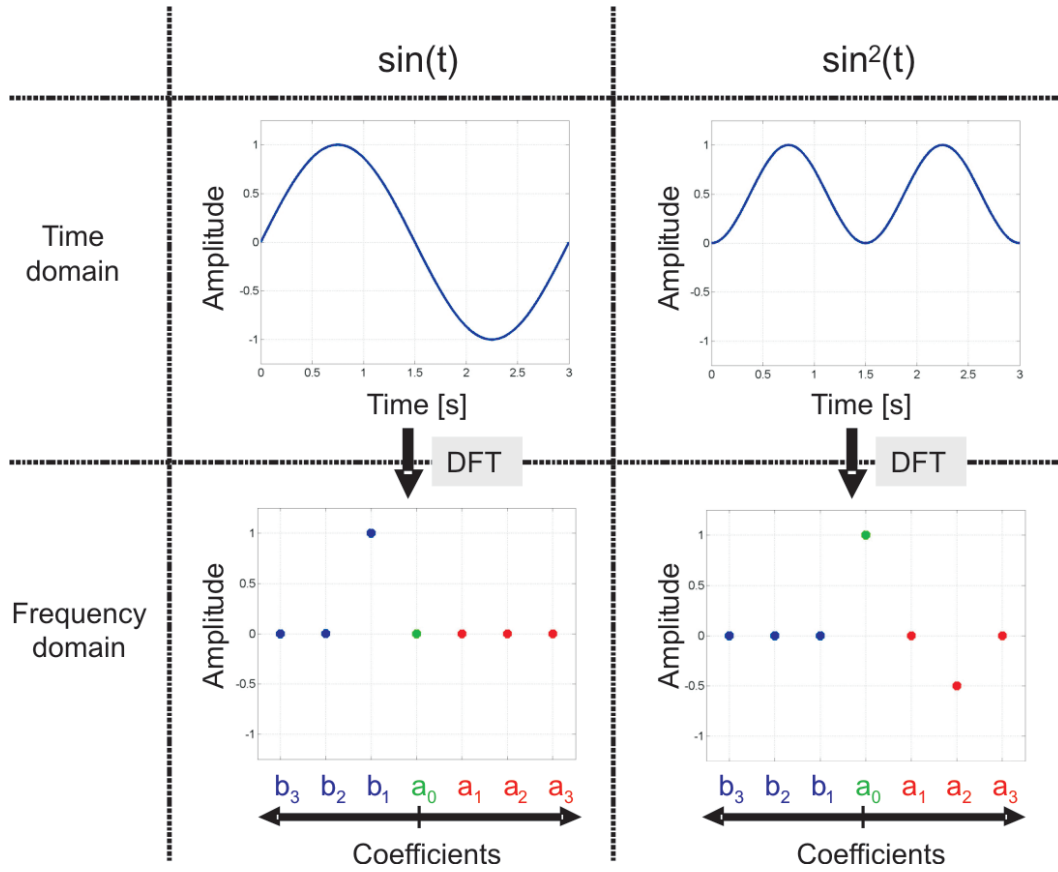 sin(t)
sin²(t)
Time
domain
Amplitude
1
0.5
0
-0.5
-1
0 0.5 1 1.5 2 2.5 3
Time [s]
Amplitude
1
0.5
0
-0.5
-1
0 0.5 1 1.5 2 2.5 3
Time [s]
DFT
DFT
Frequency
domain
Amplitude
1
0.5
0
-0.5
-1
b₃ b₂ b₁ a₀ a₁ a₂ a₃
Coefficients
Amplitude
1
0.5
0
-0.5
-1
b₃ b₂ b₁ a₀ a₁ a₂ a₃
Coefficients